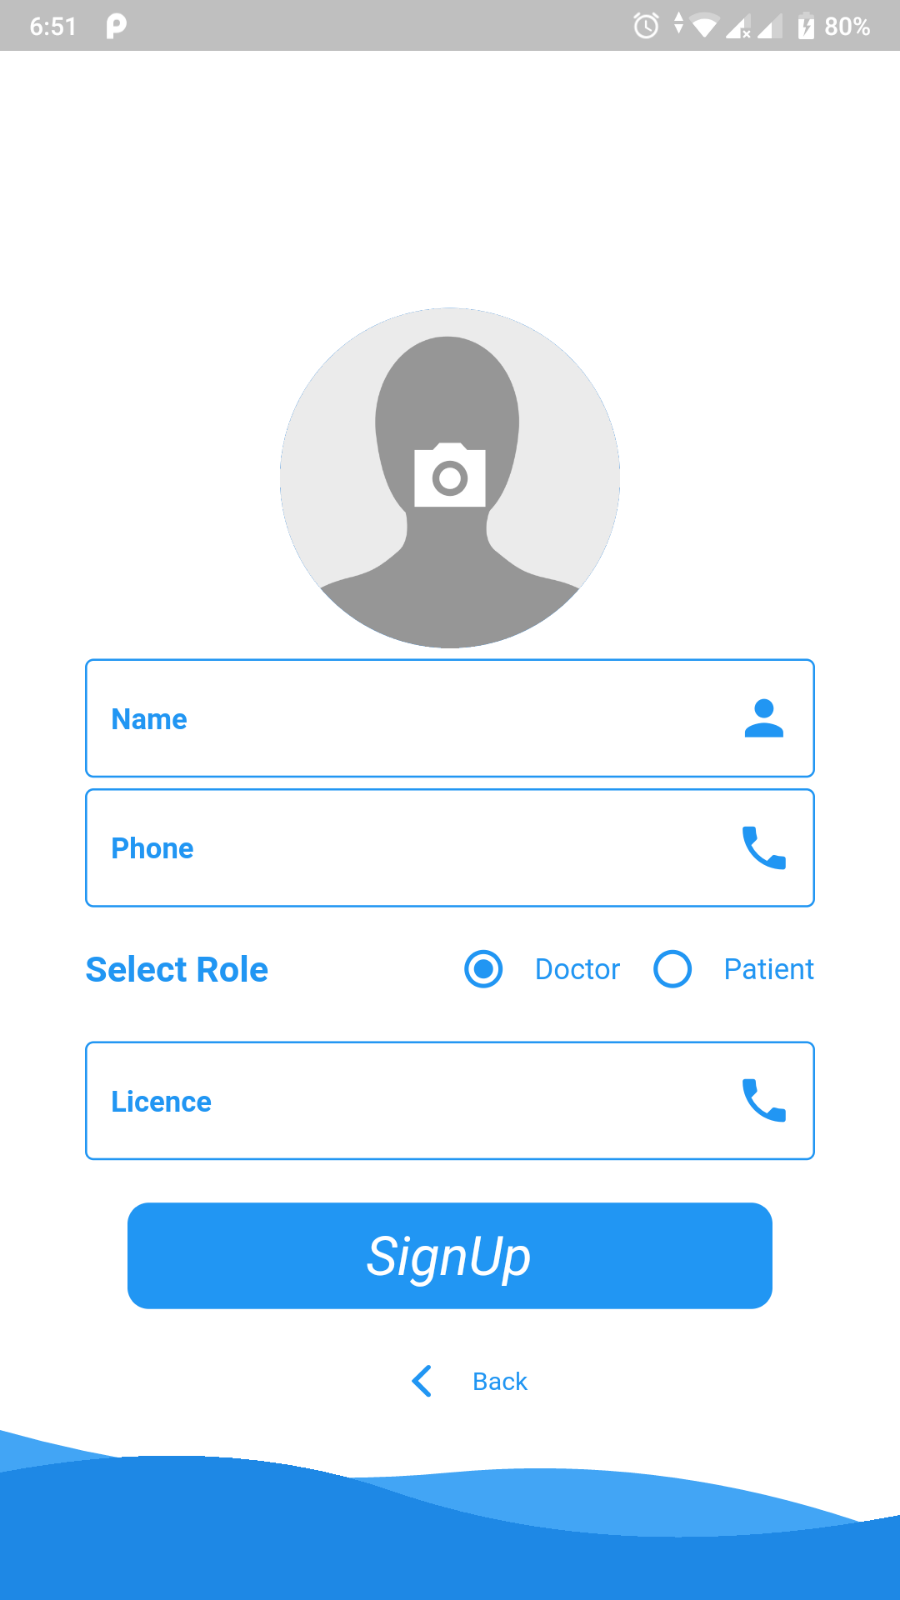 6:51 80%
Name
Phone
Select Role Doctor Patient
Licence
SignUp
Back